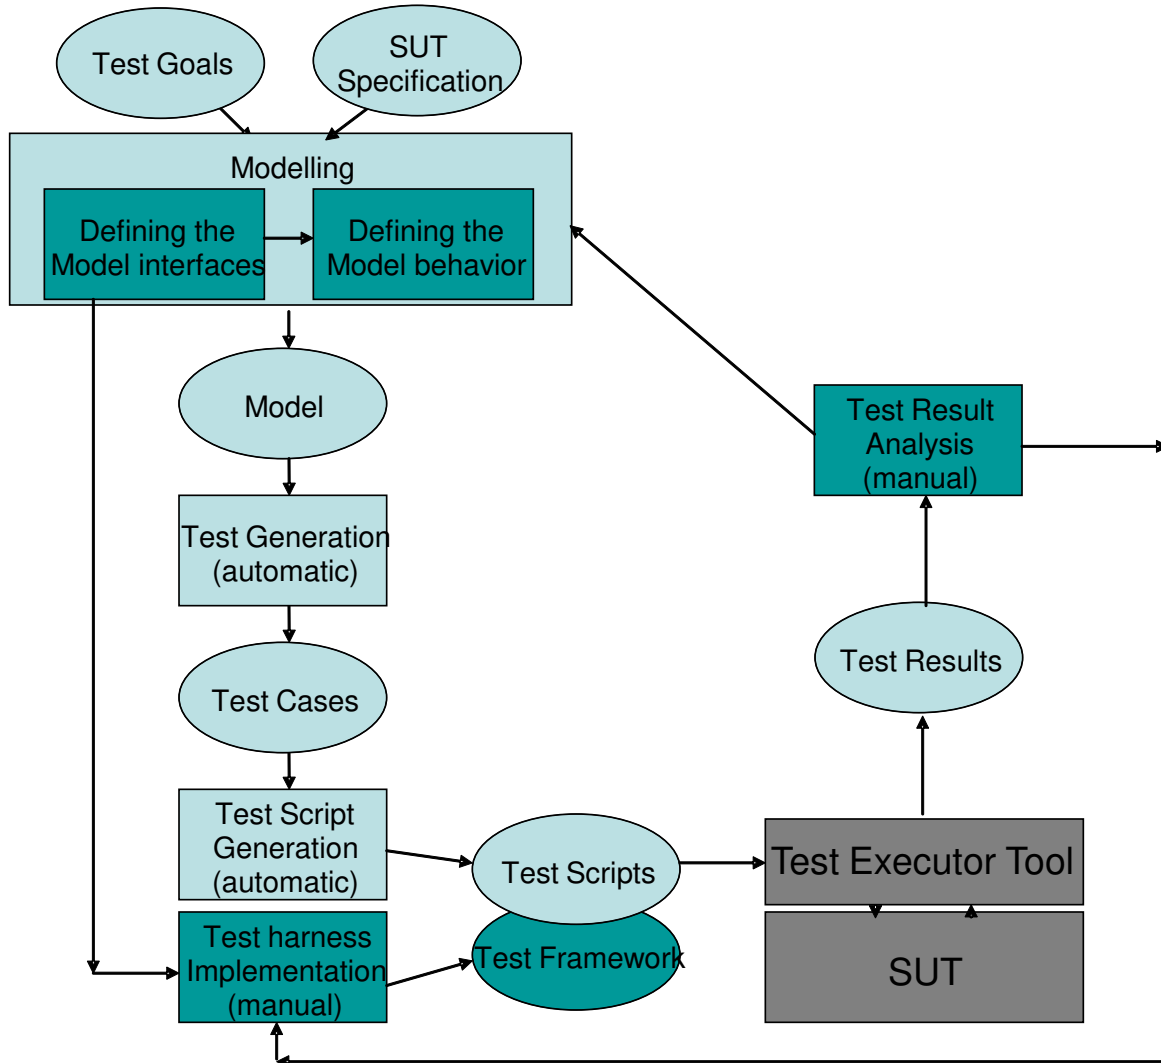 Test Goals
SUT
Specification
Modelling
Defining the
Model interfaces
Defining the
Model behavior
Model
Test Result
Analysis
(manual)
Test Generation
(automatic)
Test Results
Test Cases
Test Script
Generation
(automatic)
Test Scripts
Test Executor Tool
Test harness
Implementation
(manual)
Test Framework
SUT